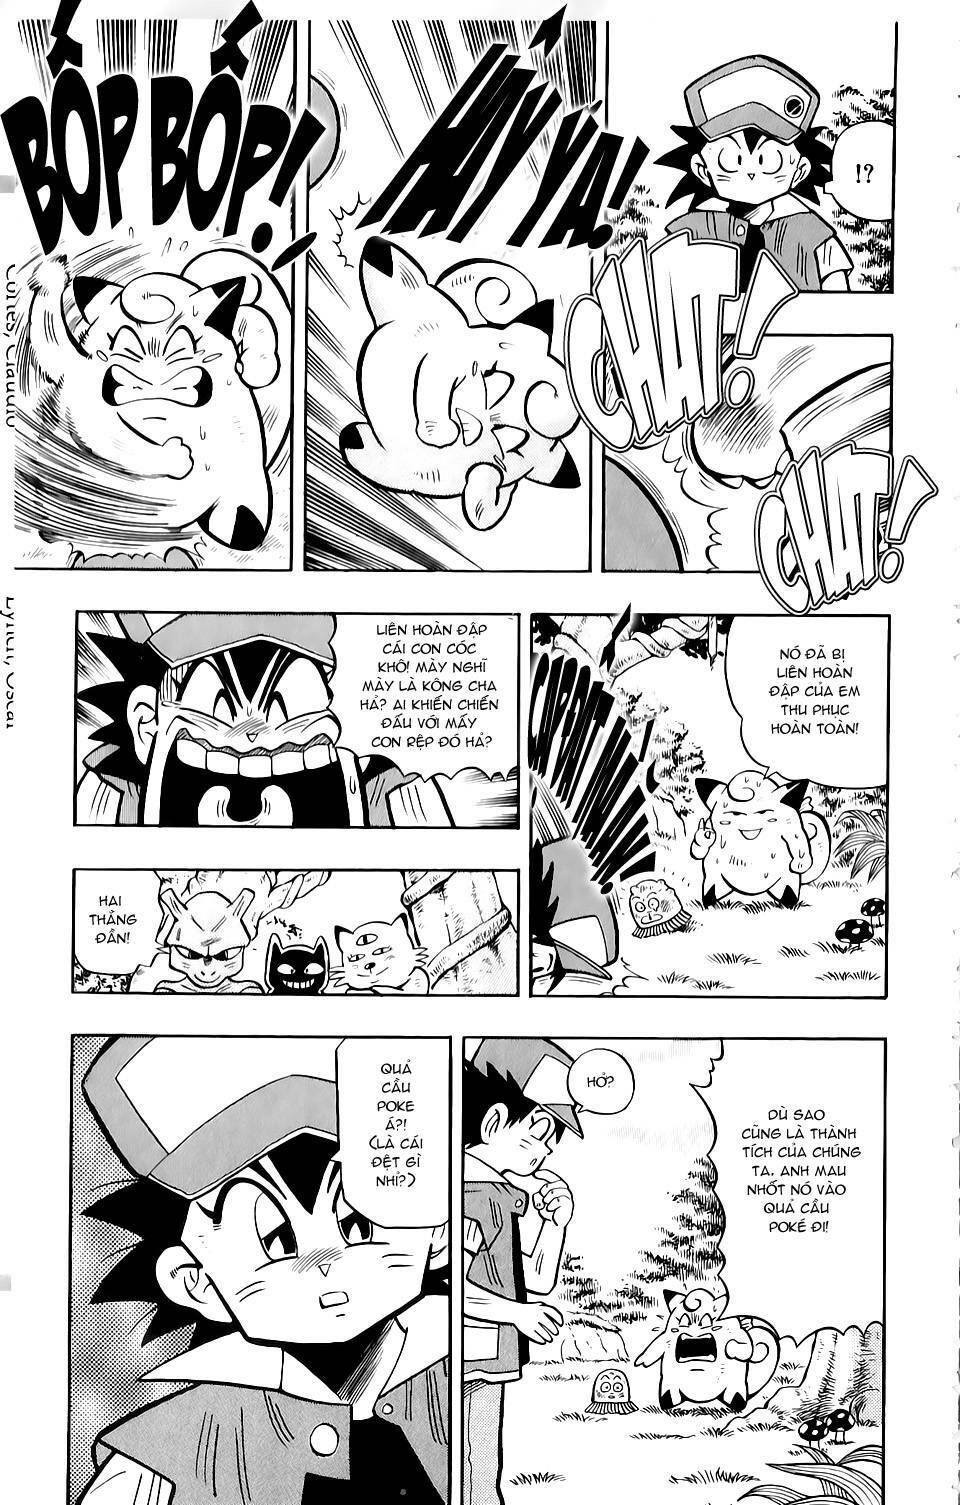 !?
CHÁT!
CHÁT!
HÂY YA!
BỐP BỐP!
NÓ ĐÃ BỊ
LIÊN HOÀN
ĐẬP CỦA EM
THU PHỤC
HOÀN TOÀN!
LIÊN HOÀN ĐẬP
CÁI CON CÓC
KHÔ! MÀY NGHĨ
MÀY LÀ KÔNG CHA
HẢ? AI KHIẾN CHIẾN
ĐẤU VỚI MẤY
CON RỆP ĐÓ HẢ?
HAI
THẰNG
ĐẦN!
DÙ SAO
CŨNG LÀ THÀNH
TÍCH CỦA CHÚNG
TA, ANH MAU
NHỐT NÓ VÀO
QUẢ CẦU
POKÉ ĐI!
HỞ?
QUẢ
CẦU
POKE
Á?!
(LÀ CÁI
ĐỆT GÌ
NHỈ?)